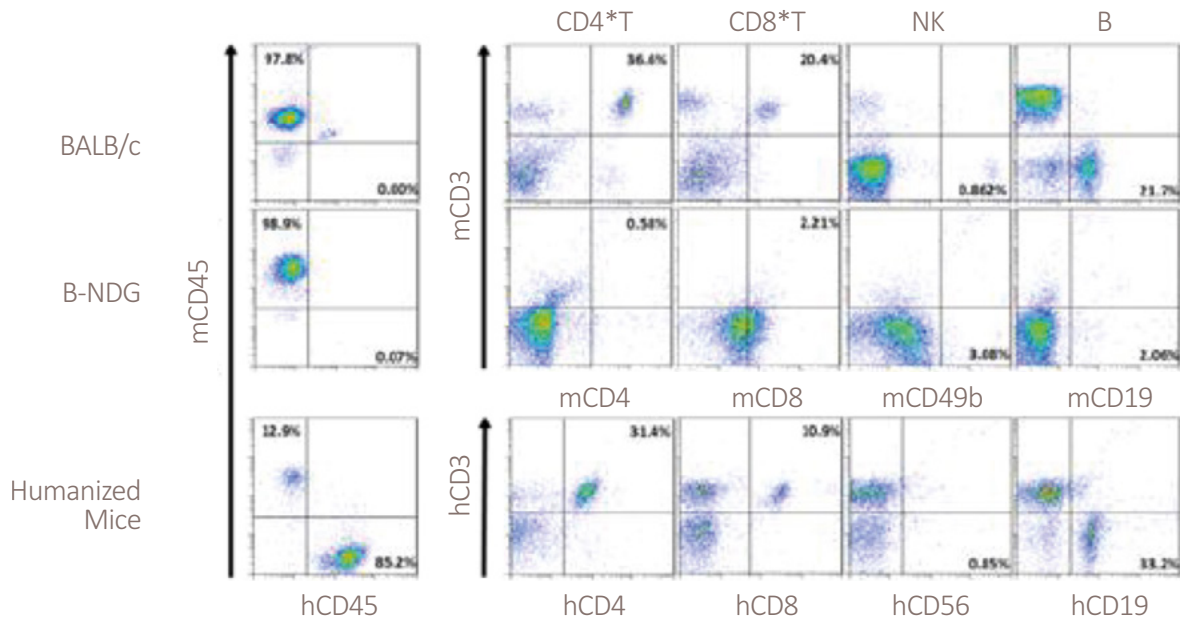 CD4*T CD8*T NK B
BALB/c
97.8%
0.00%
36.6%
20.4%
0.862%
21.7%
B-NDG
98.9%
0.07%
0.58%
2.21%
3.08%
2.06%
mCD45
mCD3
mCD4 mCD8 mCD49b mCD19
Humanized
Mice
12.9%
85.2%
31.4%
10.9%
0.85%
33.2%
hCD3
hCD45 hCD4 hCD8 hCD56 hCD19